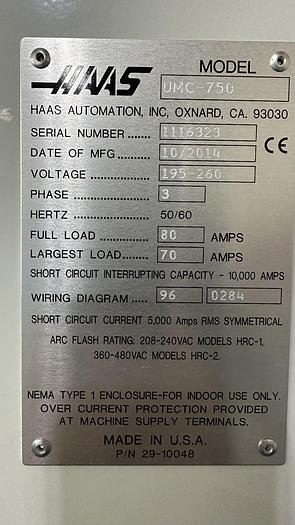 HAAS MODEL
UMC-750
HAAS AUTOMATION, INC, OXNARD, CA. 93030
SERIAL NUMBER ..... 1116323
DATE OF MFG ........... 10/2014 CE
VOLTAGE .................. 195-260
PHASE ...................... 3
HERTZ ...................... 50/60
FULL LOAD ............... 80 AMPS
LARGEST LOAD ........ 70 AMPS
SHORT CIRCUIT INTERRUPTING CAPACITY - 10,000 AMPS
WIRING DIAGRAM ..... 96 0284
SHORT CIRCUIT CURRENT 5,000 Amps RMS SYMMETRICAL
ARC FLASH RATING: 208-240VAC MODELS HRC-1,
360-480VAC MODELS HRC-2.
NEMA TYPE 1 ENCLOSURE-FOR INDOOR USE ONLY.
OVER CURRENT PROTECTION PROVIDED
AT MACHINE SUPPLY TERMINALS.
MADE IN U.S.A.
P/N 29-10048